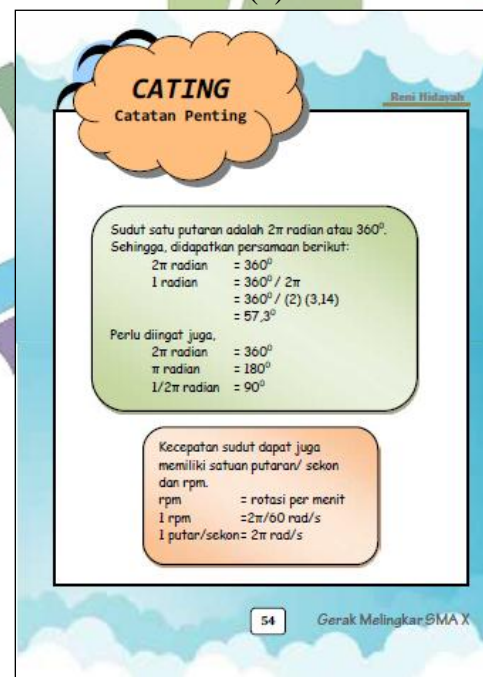 CATING
Catatan Penting
Reni Hidayah
Sudut satu putaran adalah 2π radian atau 360⁰.
Sehingga, didapatkan persamaan berikut:
2π radian = 360⁰
1 radian = 360⁰ / 2π
= 360⁰ / (2) (3,14)
= 57,3⁰
Perlu diingat juga,
2π radian = 360⁰
π radian = 180⁰
1/2π radian = 90⁰
Kecepatan sudut dapat juga
memiliki satuan putaran/ sekon
dan rpm.
rpm = rotasi per menit
1 rpm =2π/60 rad/s
1 putar/sekon= 2π rad/s
54
Gerak Melingkar SMA X